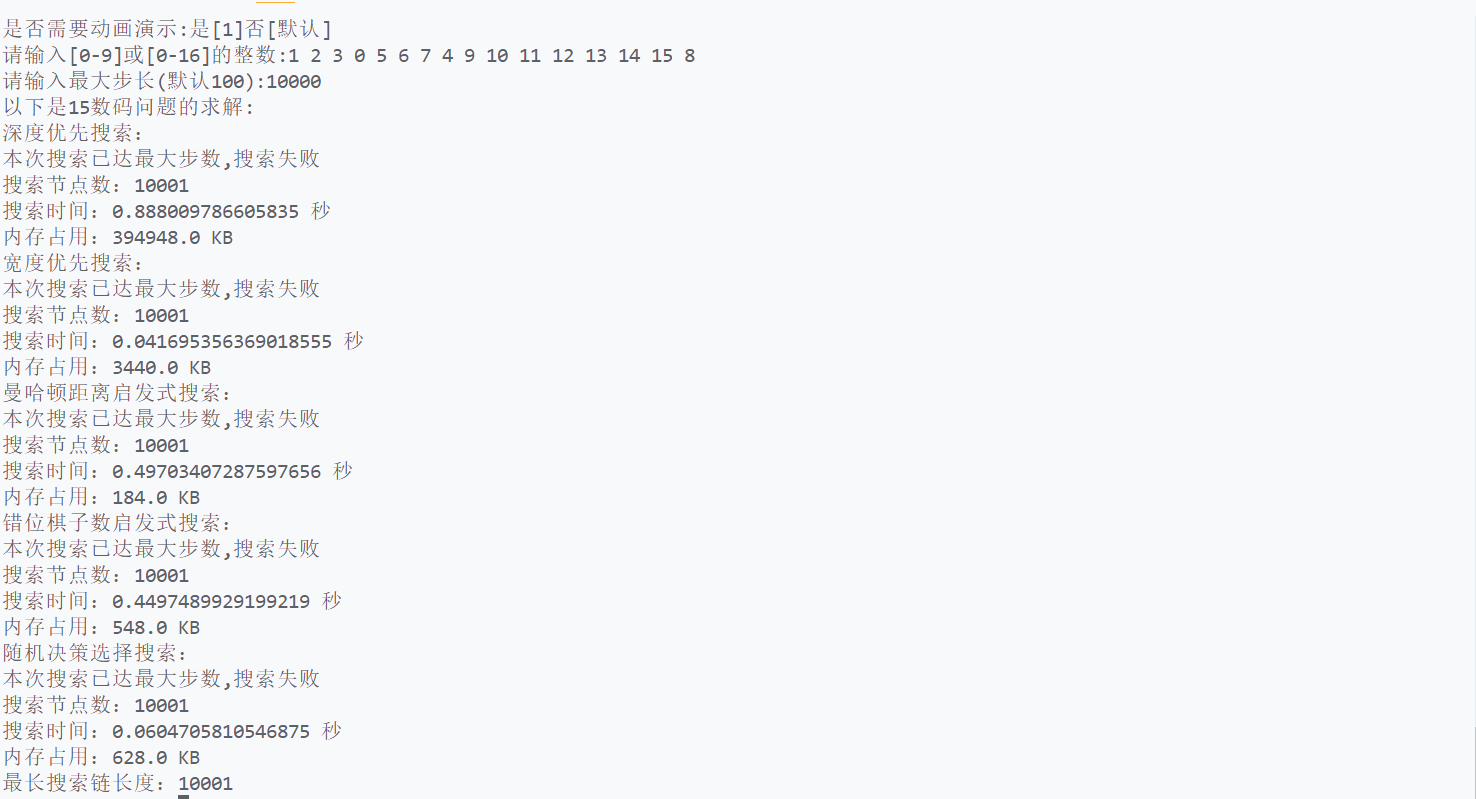 是否需要动画演示:是[1]否[默认]
请输入[0-9]或[0-16]的整数:1 2 3 0 5 6 7 4 9 10 11 12 13 14 15 8
请输入最大步长(默认100):10000
以下是15数码问题的求解:
深度优先搜索：
本次搜索已达最大步数,搜索失败
搜索节点数：10001
搜索时间：0.888009786605835 秒
内存占用：394948.0 KB
宽度优先搜索：
本次搜索已达最大步数,搜索失败
搜索节点数：10001
搜索时间：0.041695356369018555 秒
内存占用：3440.0 KB
曼哈顿距离启发式搜索：
本次搜索已达最大步数,搜索失败
搜索节点数：10001
搜索时间：0.49703407287597656 秒
内存占用：184.0 KB
错位棋子数启发式搜索：
本次搜索已达最大步数,搜索失败
搜索节点数：10001
搜索时间：0.4497489929199219 秒
内存占用：548.0 KB
随机决策选择搜索：
本次搜索已达最大步数,搜索失败
搜索节点数：10001
搜索时间：0.0604705810546875 秒
内存占用：628.0 KB
最长搜索链长度：10001